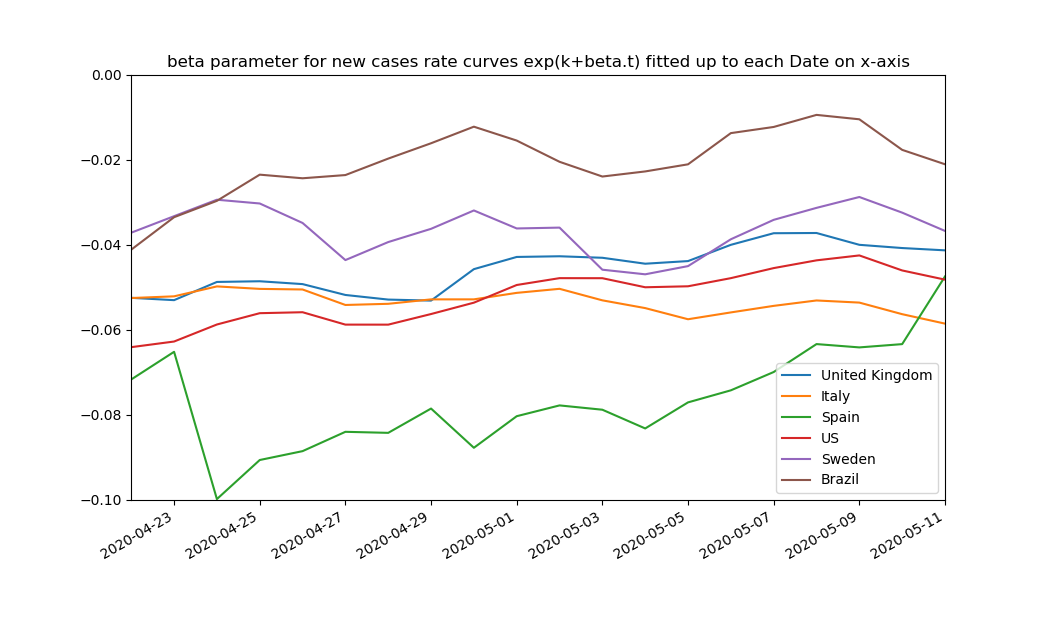 beta parameter for new cases rate curves exp(k+beta.t) fitted up to each Date on x-axis
0.00
−0.02
−0.04
−0.06
−0.08
−0.10
United Kingdom
Italy
Spain
US
Sweden
Brazil
2020-04-23
2020-04-25
2020-04-27
2020-04-29
2020-05-01
2020-05-03
2020-05-05
2020-05-07
2020-05-09
2020-05-11